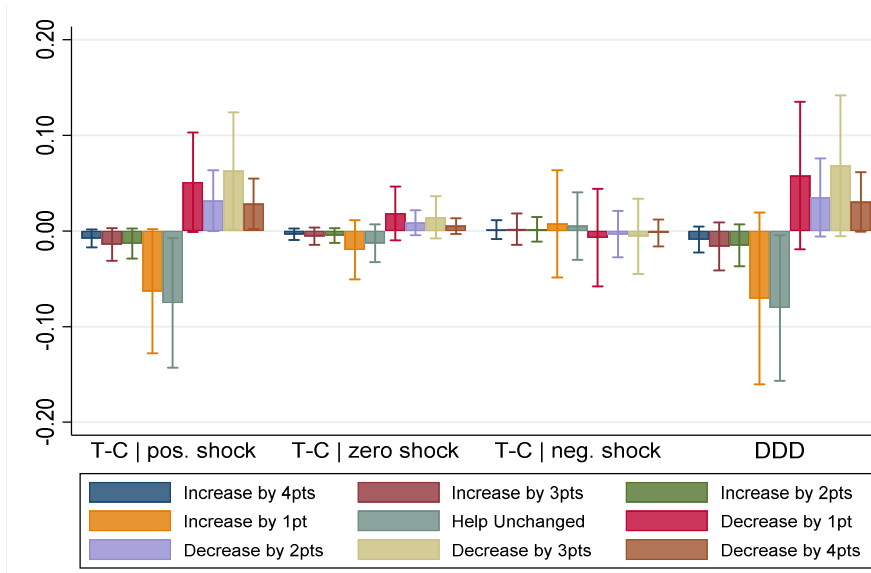 0.20
0.10
0.00
-0.10
-0.20
T-C | pos. shock T-C | zero shock T-C | neg. shock DDD
Increase by 4pts Increase by 3pts Increase by 2pts
Increase by 1pt Help Unchanged Decrease by 1pt
Decrease by 2pts Decrease by 3pts Decrease by 4pts